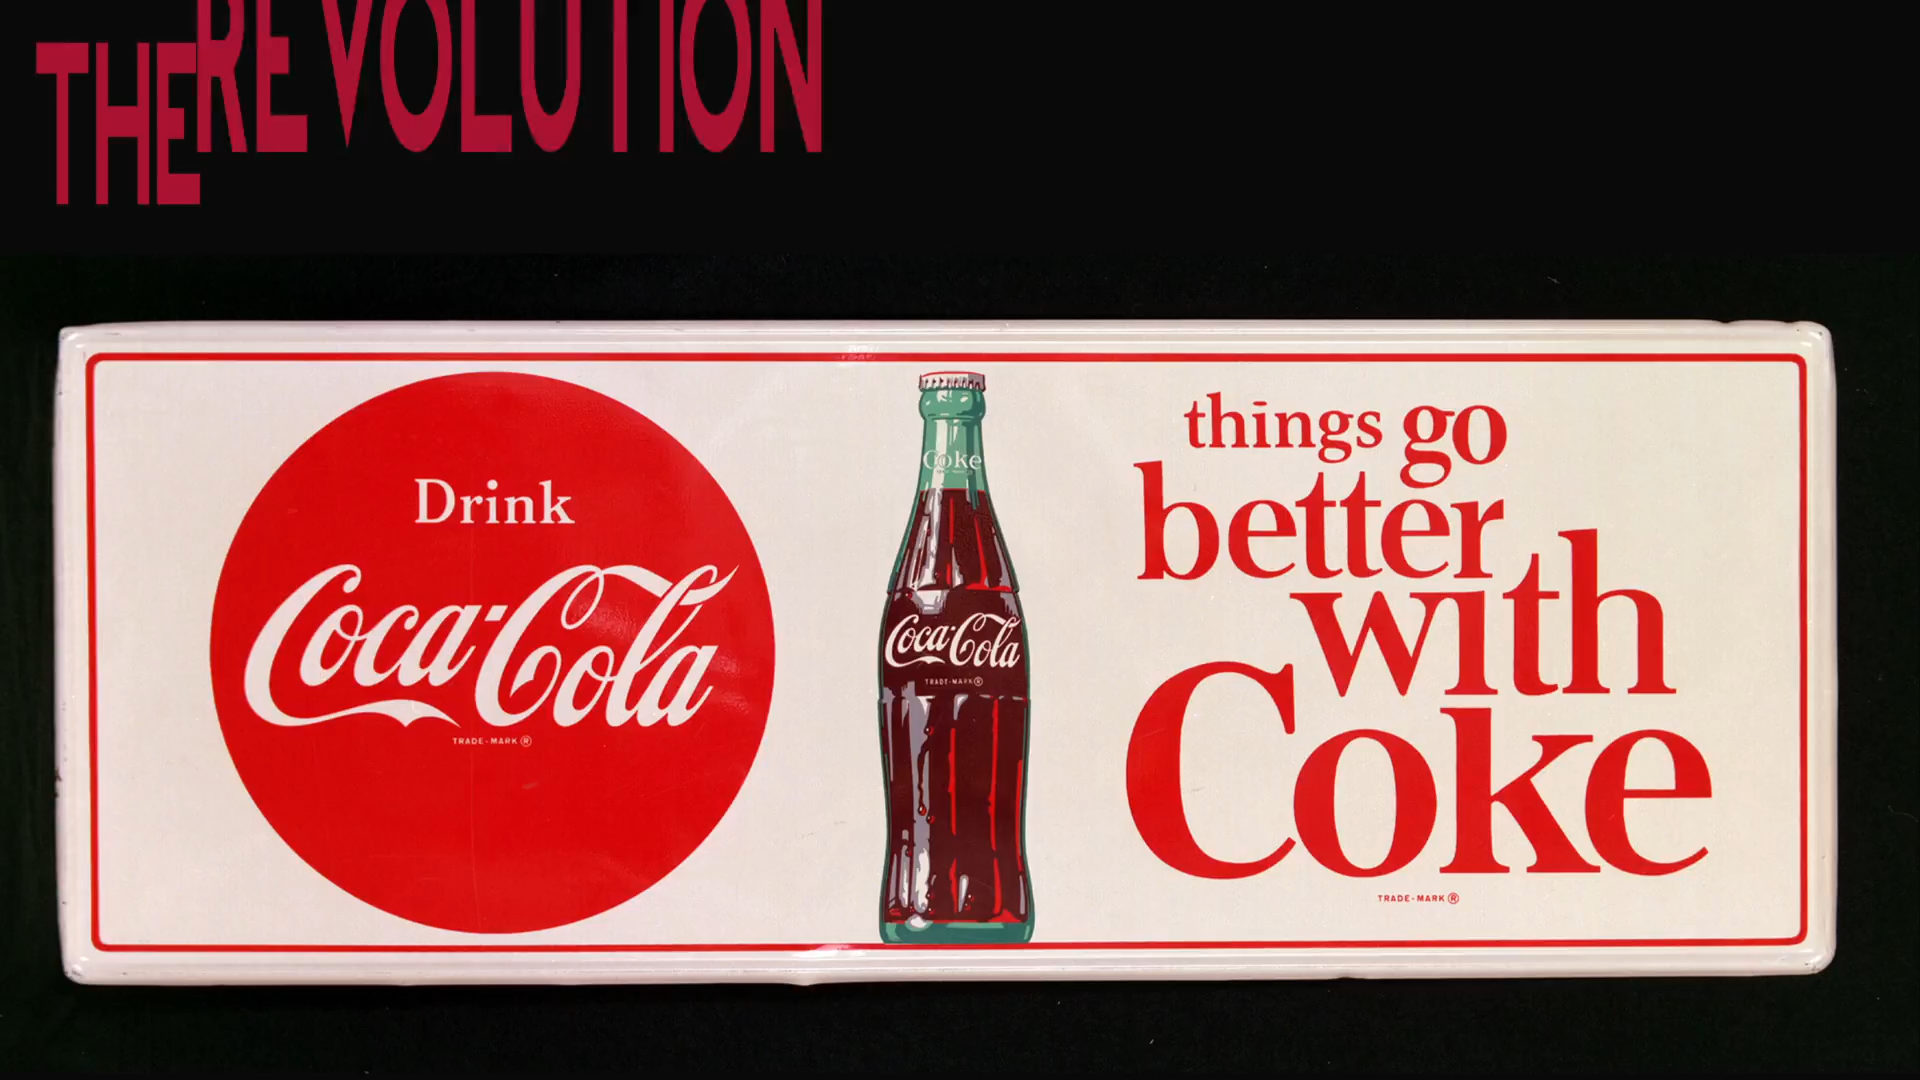 THE REVOLUTION
Drink
Coca-Cola
TRADE-MARK ®
Coke
Coca-Cola
TRADE-MARK ®
things go
better
with
Coke
TRADE-MARK ®